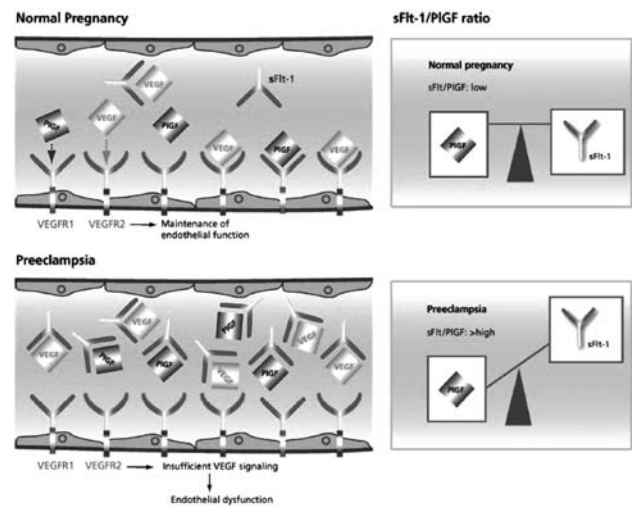 Normal Pregnancy
sFlt-1/PlGF ratio
VEGF
sFlt-1
PlGF
VEGF
PlGF
VEGF
PlGF
VEGF
VEGFR1
VEGFR2
Maintenance of
endothelial function
Normal pregnancy
sFlt/PlGF: low
PlGF
sFlt-1
Preeclampsia
VEGF
VEGF
PlGF
PlGF
PlGF
VEGF
VEGF
PlGF
VEGF
VEGFR1
VEGFR2
Insufficient VEGF signaling
Endothelial dysfunction
Preeclampsia
sFlt/PlGF: >high
sFlt-1
PlGF